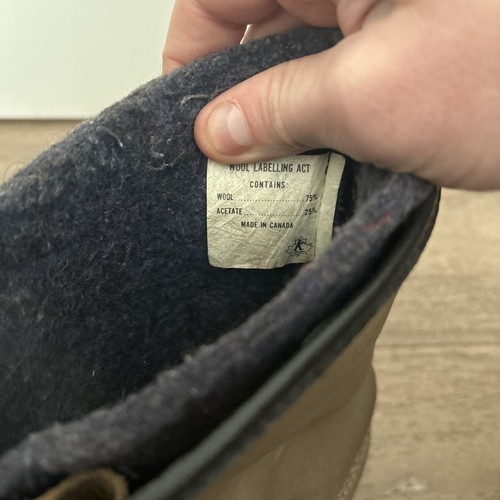 WOOL LABELLING ACT
CONTAINS:
WOOL ..................... 75%
ACETATE ................... 25%
MADE IN CANADA
K